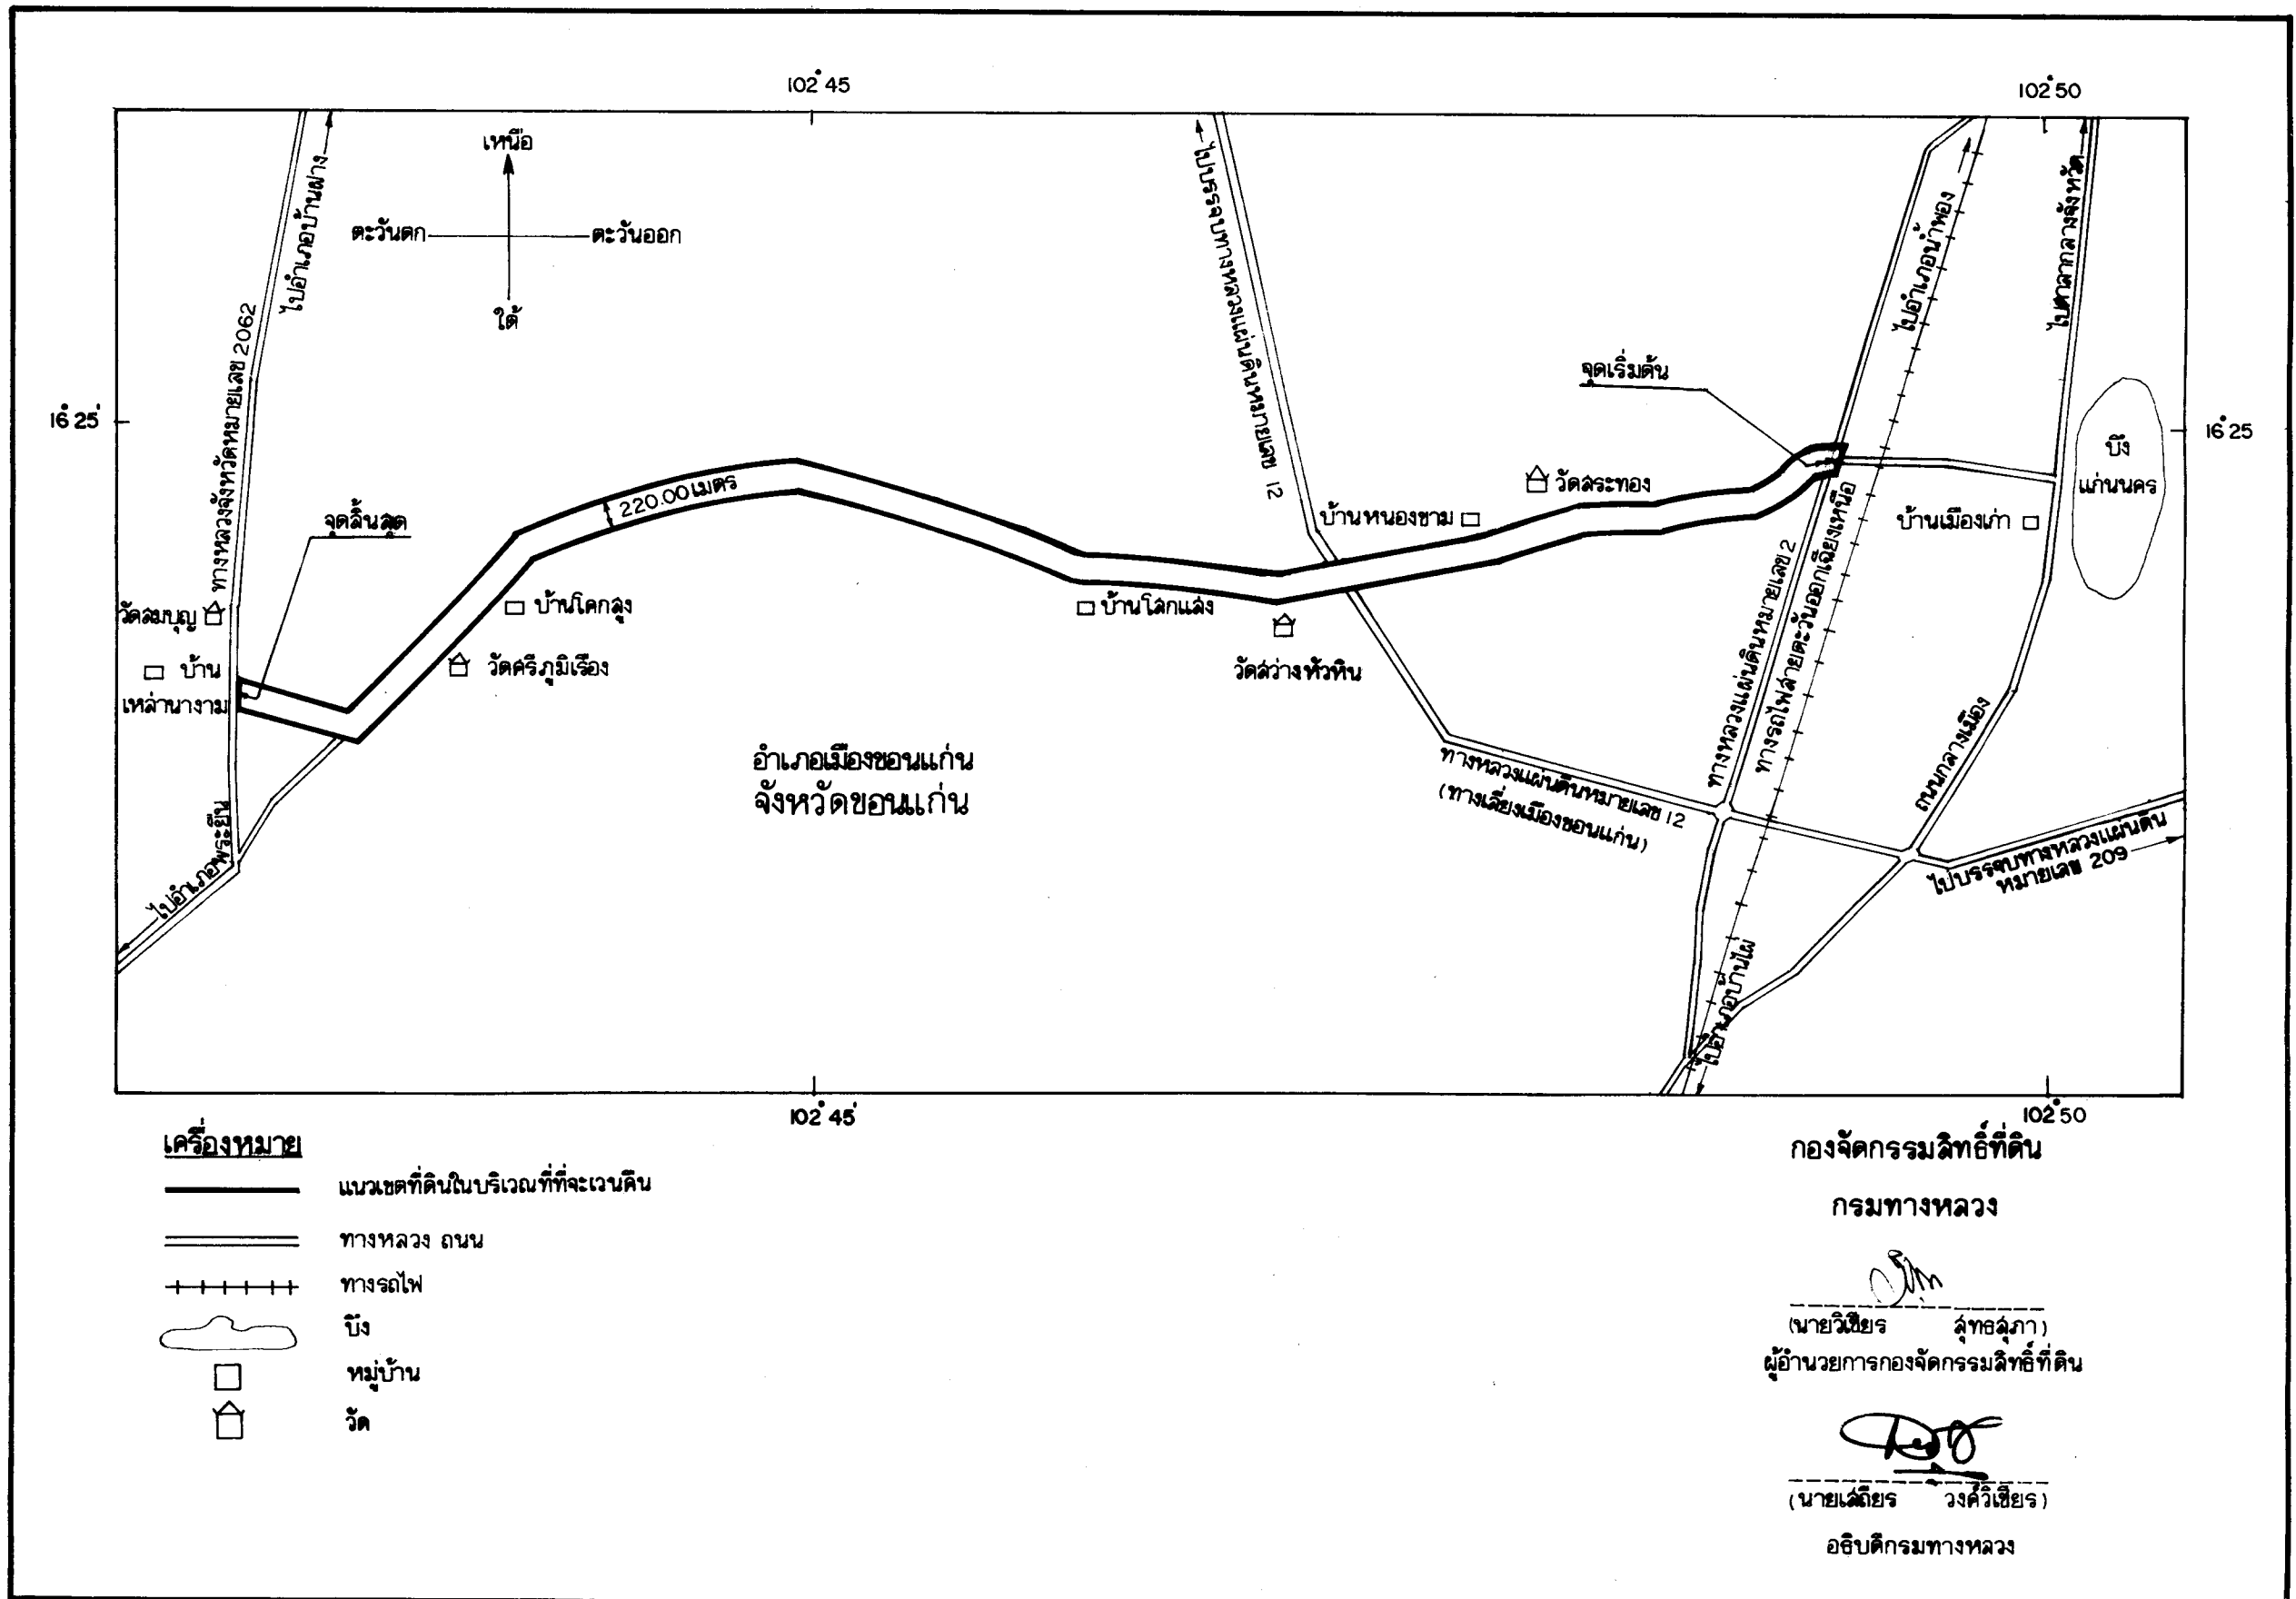 102° 45
102° 50
เหนือ
ตะวันตก
ตะวันออก
ใต้
ไปอำเภอบ้านฝาง
ทางหลวงจังหวัดหมายเลข 2062
ไปบรรจบทางหลวงแผ่นดินหมายเลข 12
ไปอำเภอน้ำพอง
ไปศาลากลางจังหวัด
16° 25'
16° 25
จุดเริ่มต้น
บึง
แก่นนคร
220.00 เมตร
จุดสิ้นสุด
วัดสระทอง
บ้านหนองขาม
บ้านเมืองเก่า
วัดสมบุญ
บ้านโคกสูง
บ้านโสกแสง
บ้าน
เหล่านางาม
วัดศรีภูมิเรือง
วัดสว่างหัวหิน
ทางหลวงแผ่นดินหมายเลข 2
ทางรถไฟสายตะวันออกเฉียงเหนือ
ถนนกลางเมือง
อำเภอเมืองขอนแก่น
จังหวัดขอนแก่น
ทางหลวงแผ่นดินหมายเลข 12
(ทางเลี่ยงเมืองขอนแก่น)
ไปอำเภอพระยืน
ไปบรรจบทางหลวงแผ่นดิน
หมายเลข 209
ไปอำเภอบ้านไผ่
102° 45'
102° 50
เครื่องหมาย
แนวเขตที่ดินในบริเวณที่ที่จะเวนคืน
ทางหลวง ถนน
ทางรถไฟ
บึง
หมู่บ้าน
วัด
กองจัดกรรมสิทธิ์ที่ดิน
กรมทางหลวง
(นายวิเชียร สุทธสุภา)
ผู้อำนวยการกองจัดกรรมสิทธิ์ที่ดิน
(นายเสถียร วงศ์วิเชียร)
อธิบดีกรมทางหลวง